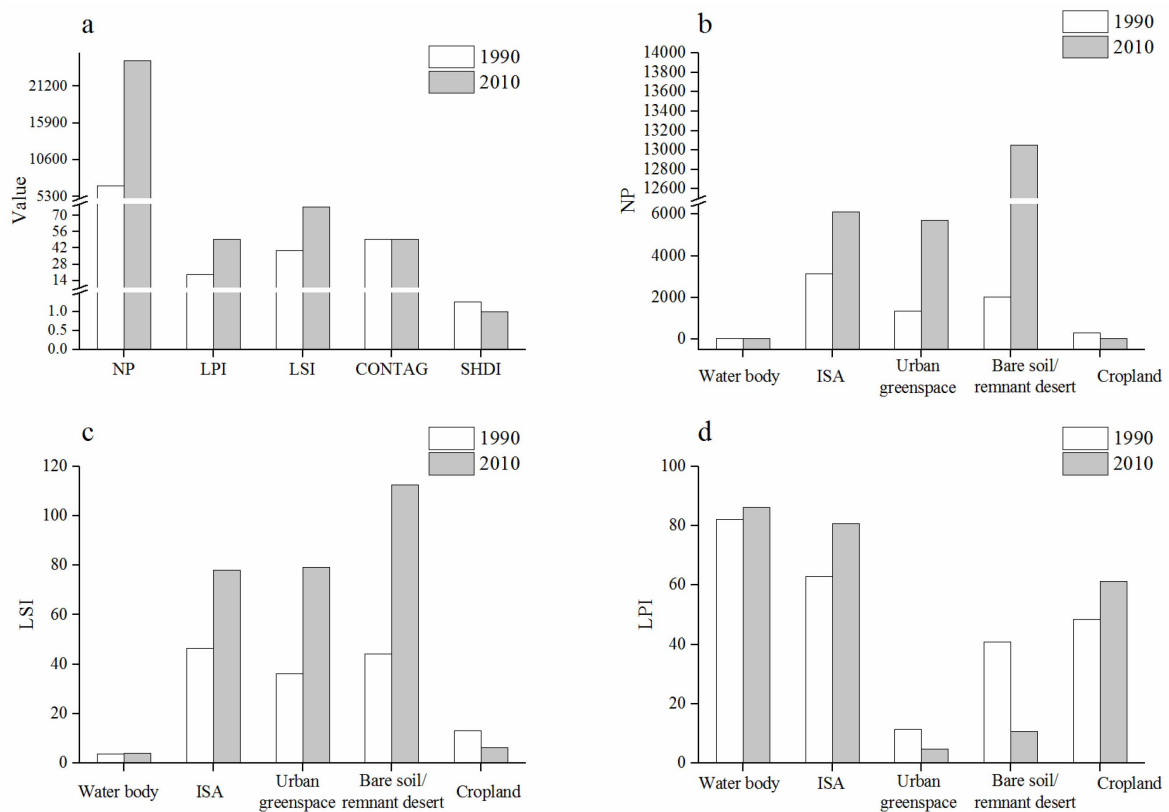 a
1990
2010
21200
15900
10600
5300
70
56
42
28
14
1.0
0.5
0.0
Value
NP
LPI
LSI
CONTAG
SHDI
b
1990
2010
14000
13800
13600
13400
13200
13000
12800
12600
6000
4000
2000
0
NP
Water body
ISA
Urban
greenspace
Bare soil/
remnant desert
Cropland
c
1990
2010
120
100
80
60
40
20
0
LSI
Water body
ISA
Urban
greenspace
Bare soil/
remnant desert
Cropland
d
1990
2010
100
80
60
40
20
0
LPI
Water body
ISA
Urban
greenspace
Bare soil/
remnant desert
Cropland